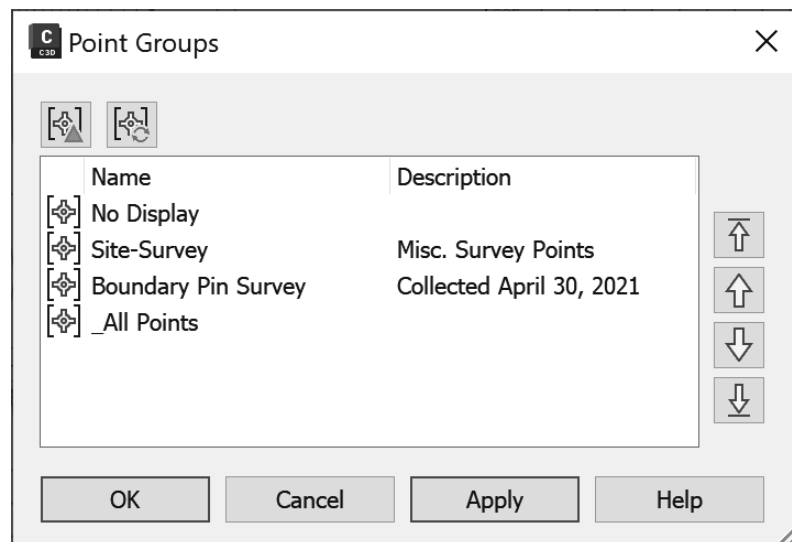 C
C3D
Point Groups
Name Description
No Display
Site-Survey Misc. Survey Points
Boundary Pin Survey Collected April 30, 2021
_All Points
OK Cancel Apply Help